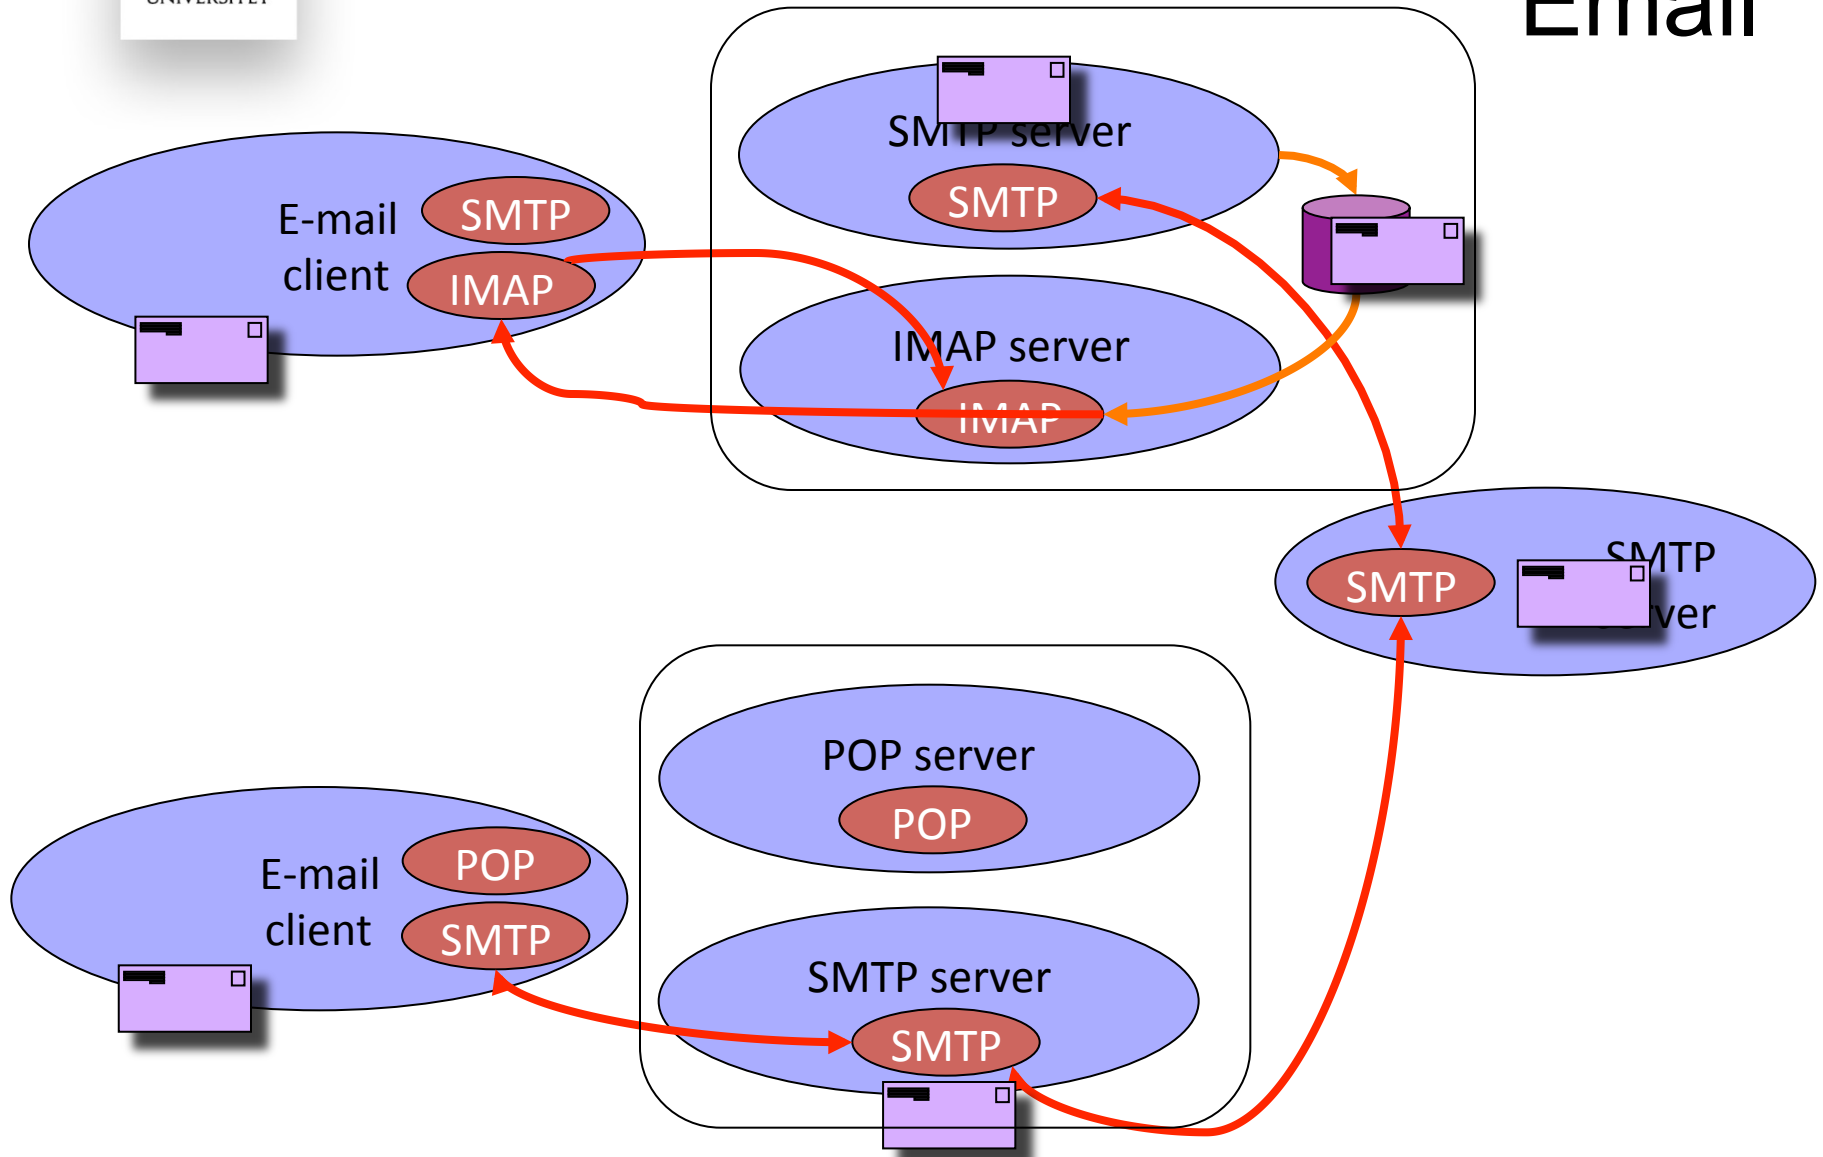 Email
SMTP server
SMTP
E-mail
client
SMTP
IMAP
IMAP server
IMAP
SMTP
SMTP
POP server
POP
E-mail
client
POP
SMTP
SMTP server
SMTP